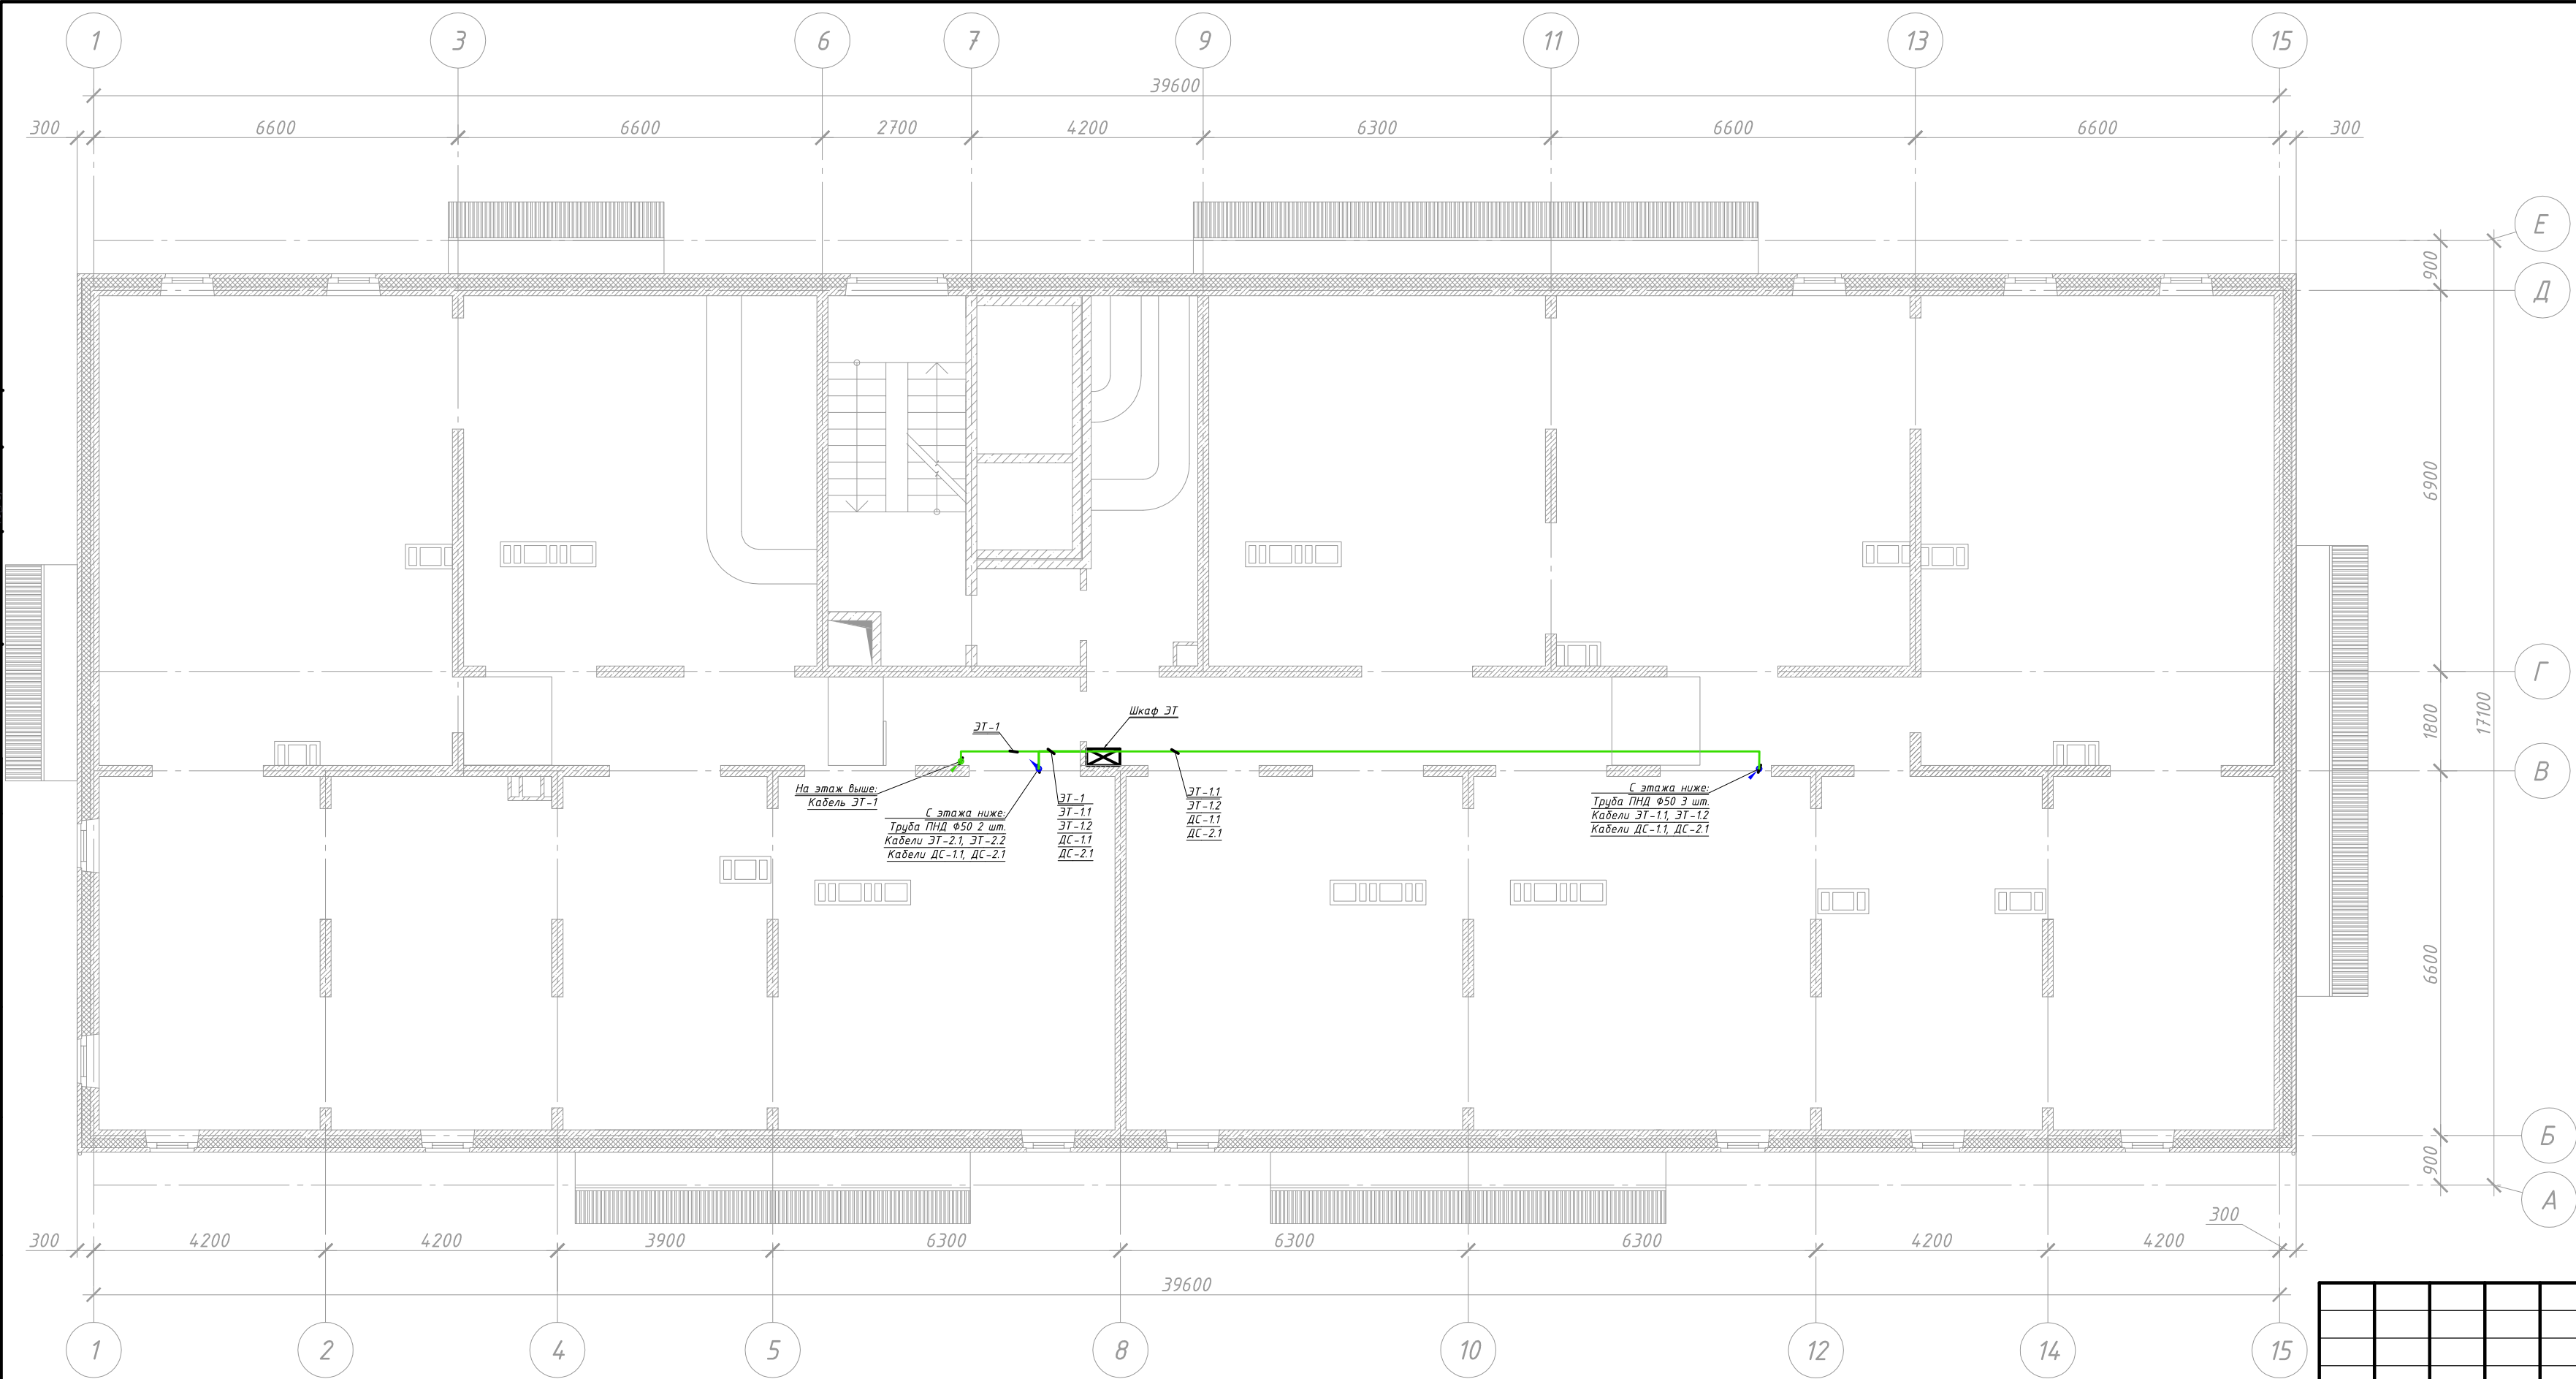 1 3 6 7 9 11 13 15
39600
300 6600 6600 2700 4200 6300 6600 6600 300
Е
900
Д
6900
Г
1800
17100
В
6600
Б
900
А
Шкаф ЭТ
ЭТ-1
На этаж выше:
Кабель ЭТ-1
С этажа ниже:
Труба ПНД Ф50 2 шт.
Кабели ЭТ-2.1, ЭТ-2.2
Кабели ДС-1.1, ДС-2.1
ЭТ-1
ЭТ-1.1
ЭТ-1.2
ДС-1.1
ДС-2.1
ЭТ-1.1
ЭТ-1.2
ДС-1.1
ДС-2.1
С этажа ниже:
Труба ПНД Ф50 3 шт.
Кабели ЭТ-1.1, ЭТ-1.2
Кабели ДС-1.1, ДС-2.1
300 4200 4200 3900 6300 6300 6300 4200 4200 300
39600
1 2 4 5 8 10 12 14 15